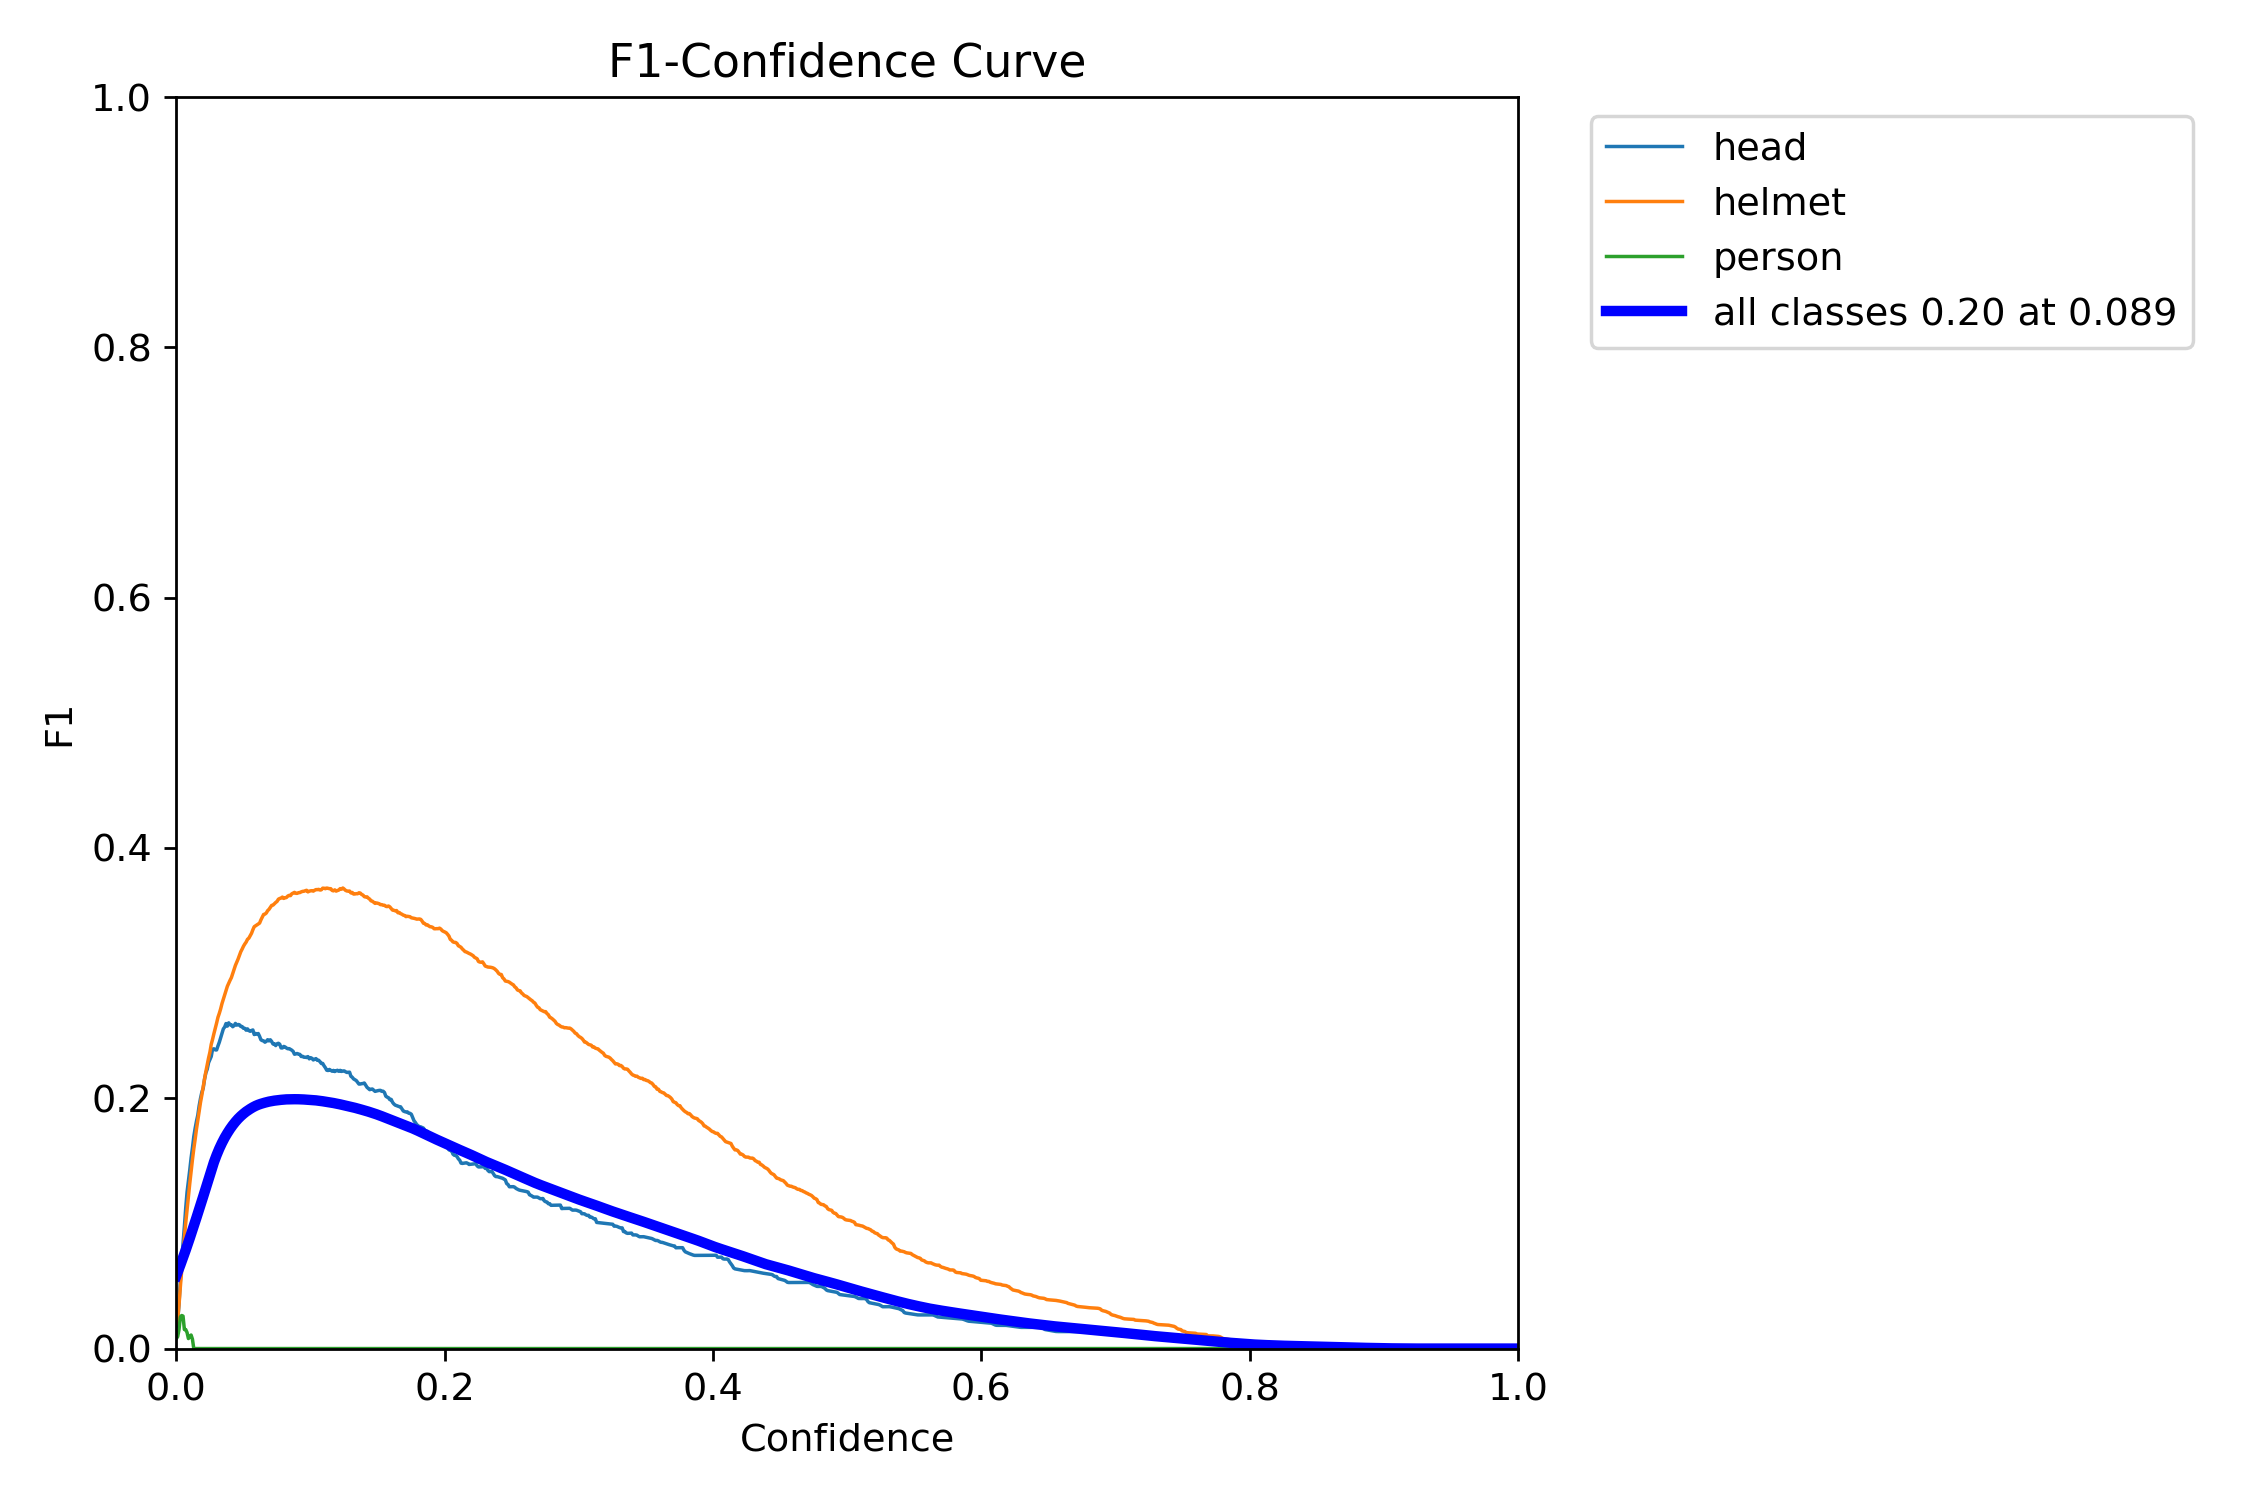 F1-Confidence Curve
1.0
0.8
0.6
0.4
0.2
0.0
F1
0.0 0.2 0.4 0.6 0.8 1.0
Confidence
head
helmet
person
all classes 0.20 at 0.089